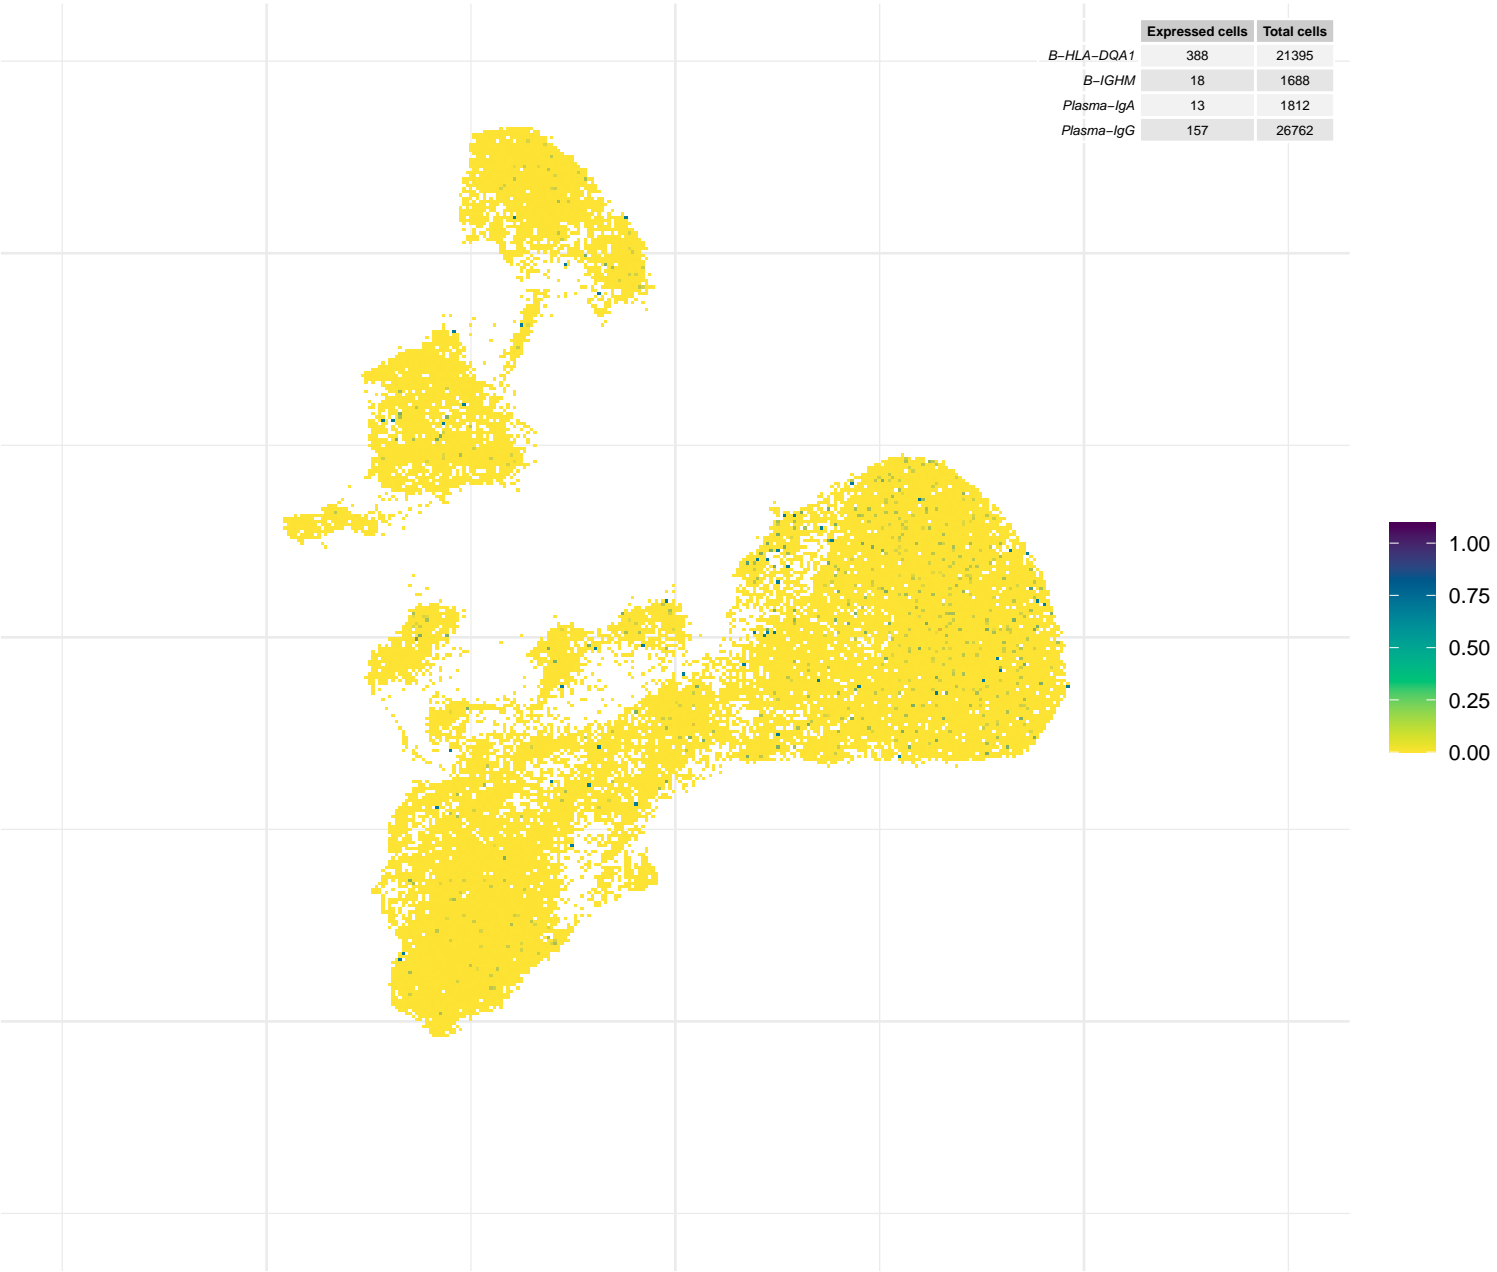 Expressed cells Total cells
B−HLA−DQA1 388 21395
B−IGHM 18 1688
Plasma−IgA 13 1812
Plasma−IgG 157 26762
1.00
0.75
0.50
0.25
0.00